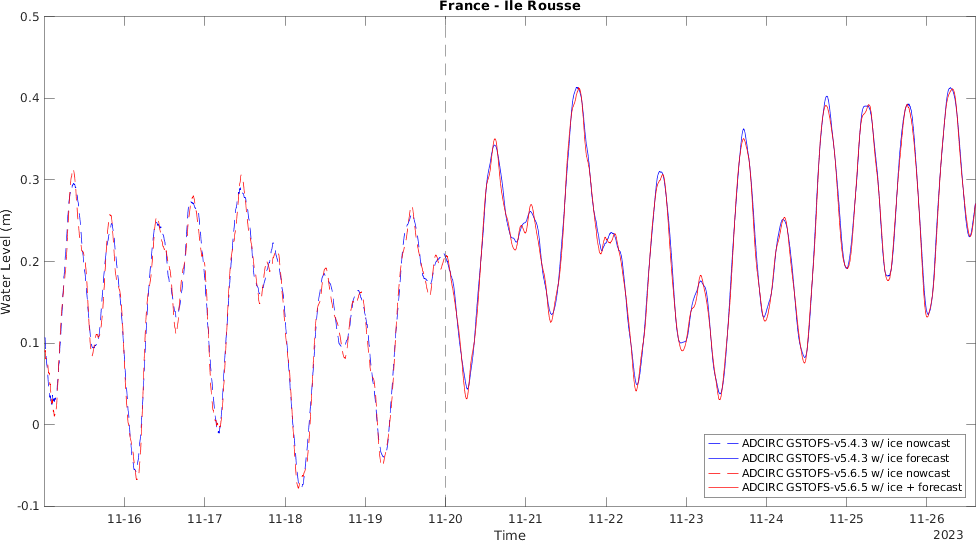 France - Ile Rousse
Water Level (m)
0.5
0.4
0.3
0.2
0.1
0
-0.1
11-16
11-17
11-18
11-19
11-20
11-21
11-22
11-23
11-24
11-25
11-26
Time
2023
ADCIRC GSTOFS-v5.4.3 w/ ice nowcast
ADCIRC GSTOFS-v5.4.3 w/ ice forecast
ADCIRC GSTOFS-v5.6.5 w/ ice nowcast
ADCIRC GSTOFS-v5.6.5 w/ ice + forecast